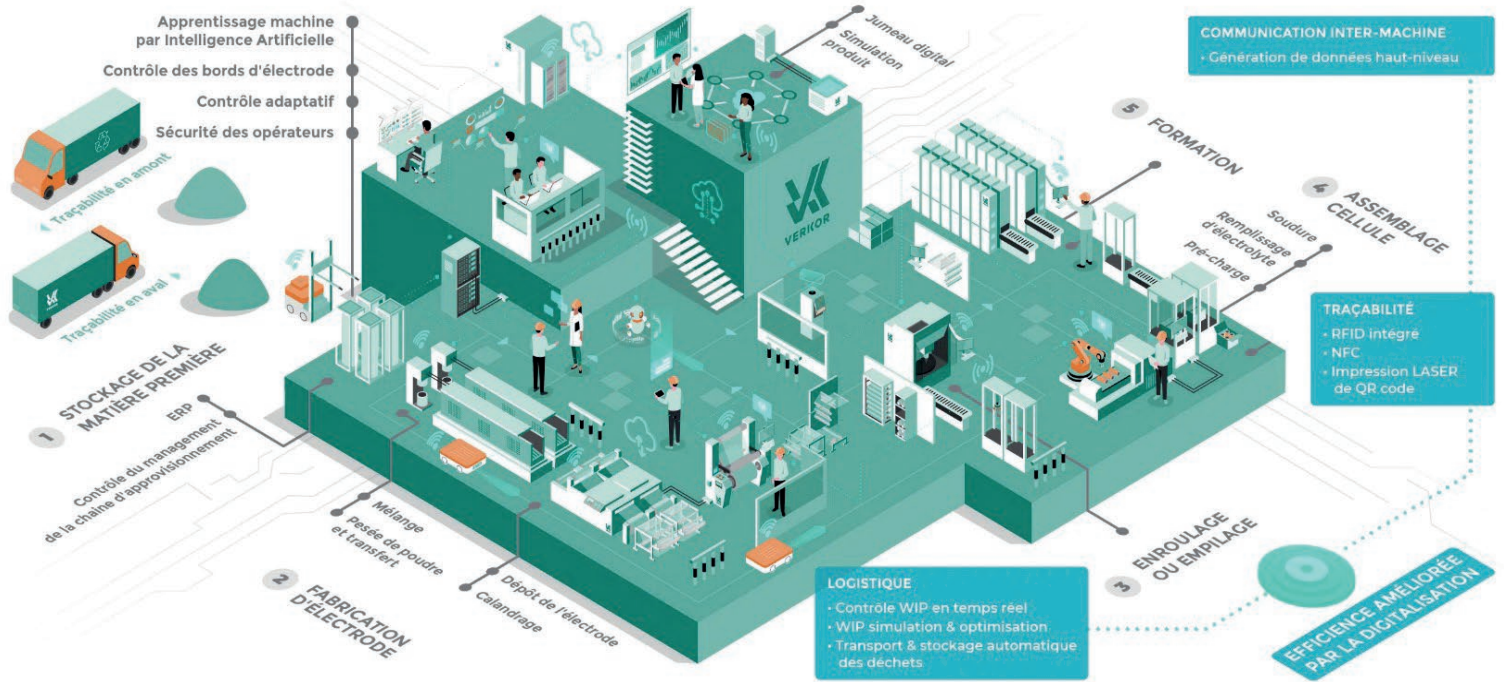 Apprentissage machine
par Intelligence Artificielle
Contrôle des bords d'électrode
Contrôle adaptatif
Sécurité des opérateurs
Jumeau digital
Simulation
produit
COMMUNICATION INTER-MACHINE
• Génération de données haut-niveau
5
FORMATION
4
ASSEMBLAGE
CELLULE
Soudure
Remplissage
d'électrolyte
Pré-charge
Traçabilité en amont
Traçabilité en aval
VERKOR
VERKOR
TRAÇABILITÉ
• RFID intégré
• NFC
• Impression LASER
de QR code
1
STOCKAGE DE LA
MATIÈRE PREMIÈRE
ERP
Contrôle du management
de la chaine d'approvisionnement
Mélange
Pesée de poudre
et transfert
2
FABRICATION
D'ÉLECTRODE
Dépôt de l'électrode
Calandrage
3
ENROULAGE
OU EMPILAGE
LOGISTIQUE
• Contrôle WIP en temps réel
• WIP simulation & optimisation
• Transport & stockage automatique
des déchets
EFFICIENCE AMÉLIORÉE
PAR LA DIGITALISATION